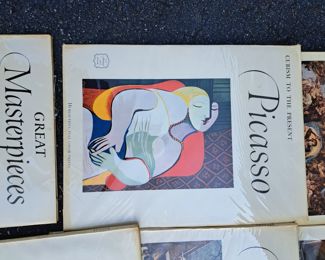 GREAT
Masterpieces
CUBISM TO THE PRESENT
Picasso